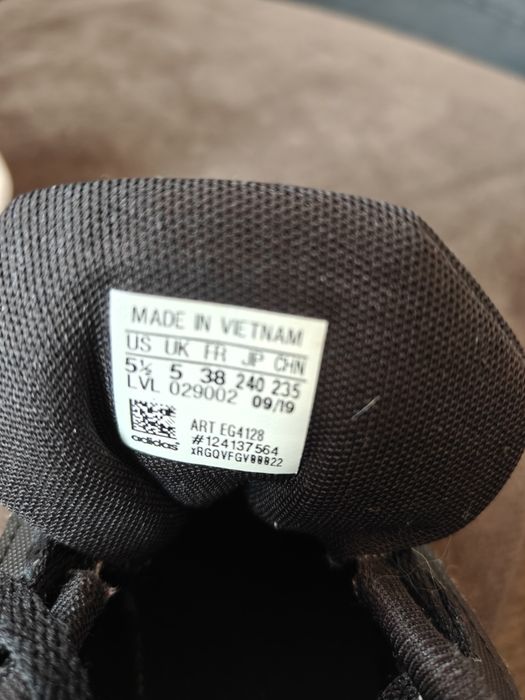 MADE IN VIETNAM
US UK FR JP CHN
5½ 5 38 240 235
LVL 029002 09/19
ART EG4128
#124137564
adidas